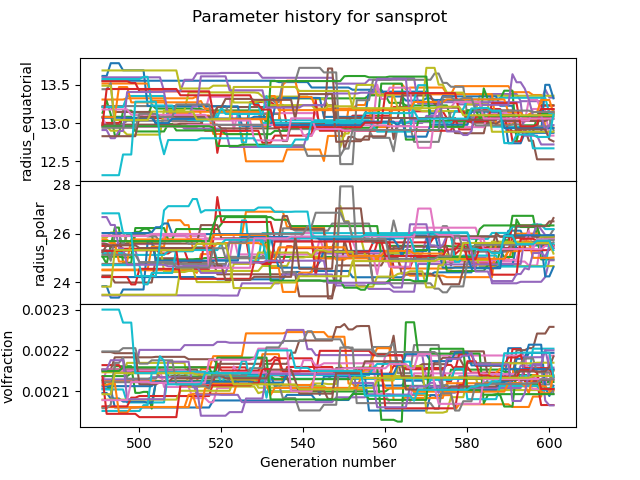 Parameter history for sansprot
radius_equatorial
13.5
13.0
12.5
radius_polar
28
26
24
volfraction
0.0023
0.0022
0.0021
500 520 540 560 580 600
Generation number